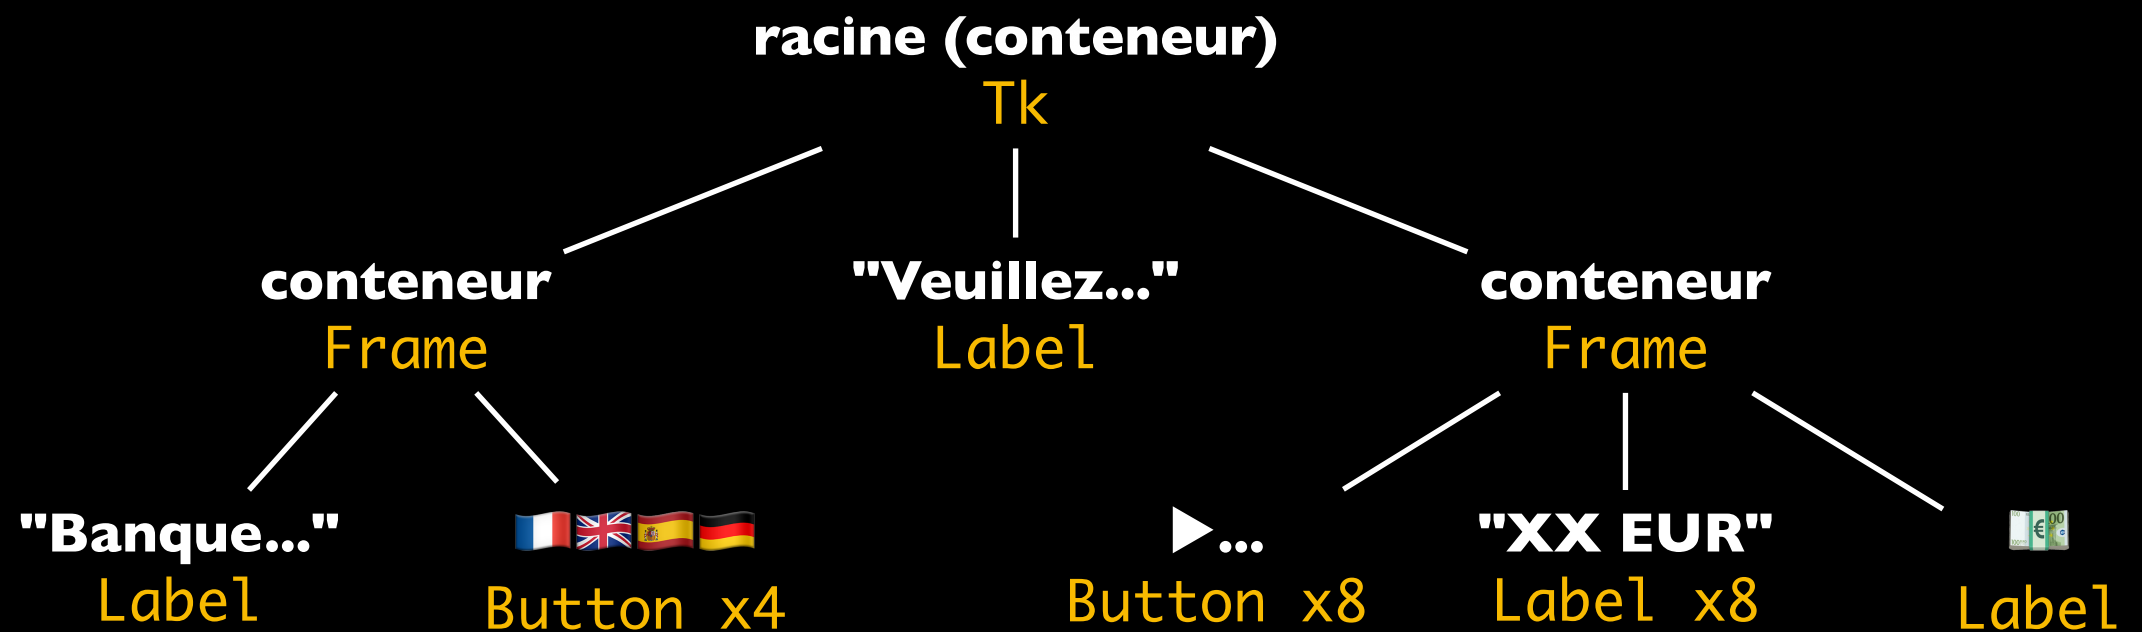 racine (conteneur)
Tk
conteneur
Frame
"Veuillez..."
Label
conteneur
Frame
"Banque..."
Label
🇫🇷🇬🇧🇪🇸🇩🇪
Button x4
▶...
Button x8
"XX EUR"
Label x8
💶
Label